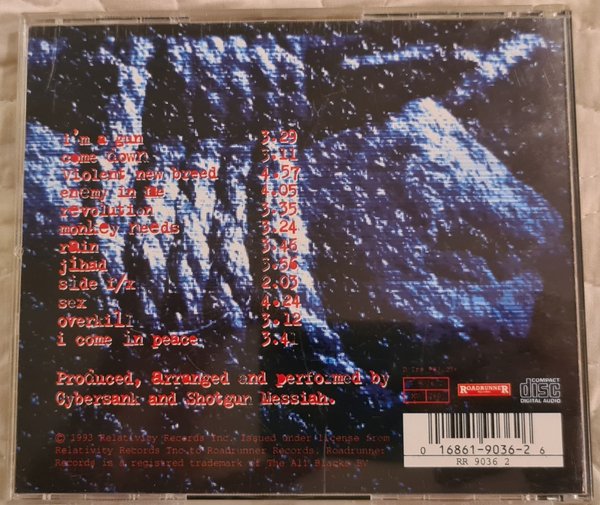 i'm a gun 3.29
come down 3.11
violent new breed 4.57
enemy in me 4.05
revolution 3.35
monkey needs 3.24
rain 3.45
jihad 3.56
side f/x 2.03
sex 4.24
overkill 3.12
i come in peace 3.41
Produced, arranged and performed by
Cybersank and Shotgun Messiah.
ROADRUNNER
COMPACT
disc
DIGITAL AUDIO
© 1993 Relativity Records Inc. Issued under license from
Relativity Records Inc.to Roadrunner Records. Roadrunner
Records is a registered trademark of The All Blacks BV
0 16861-9036-2 6
RR 9036 2